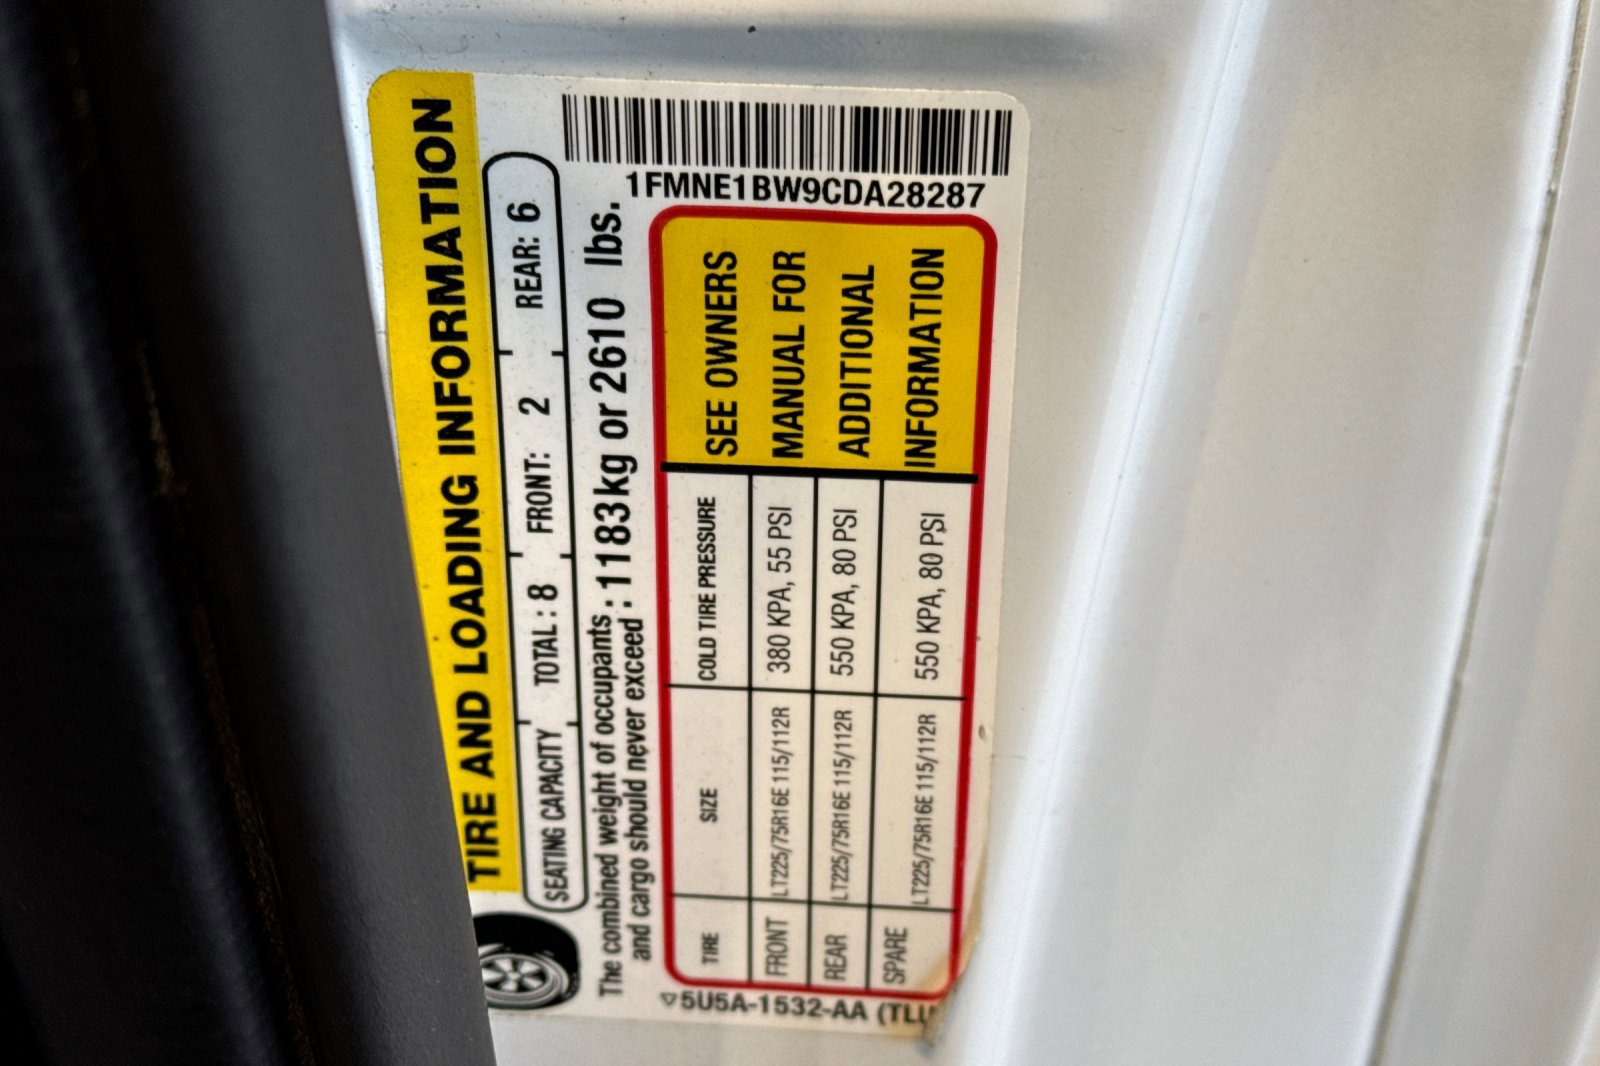 TIRE AND LOADING INFORMATION
SEATING CAPACITY TOTAL: 8 FRONT: 2 REAR: 6
The combined weight of occupants and cargo should never exceed : 1183kg or 2610 lbs.
TIRE SIZE COLD TIRE PRESSURE
FRONT LT225/75R16E 115/112R 380 KPA, 55 PSI
REAR LT225/75R16E 115/112R 550 KPA, 80 PSI
SPARE LT225/75R16E 115/112R 550 KPA, 80 PSI
SEE OWNERS
MANUAL FOR
ADDITIONAL
INFORMATION
1FMNE1BW9CDA28287
5U5A-1532-AA